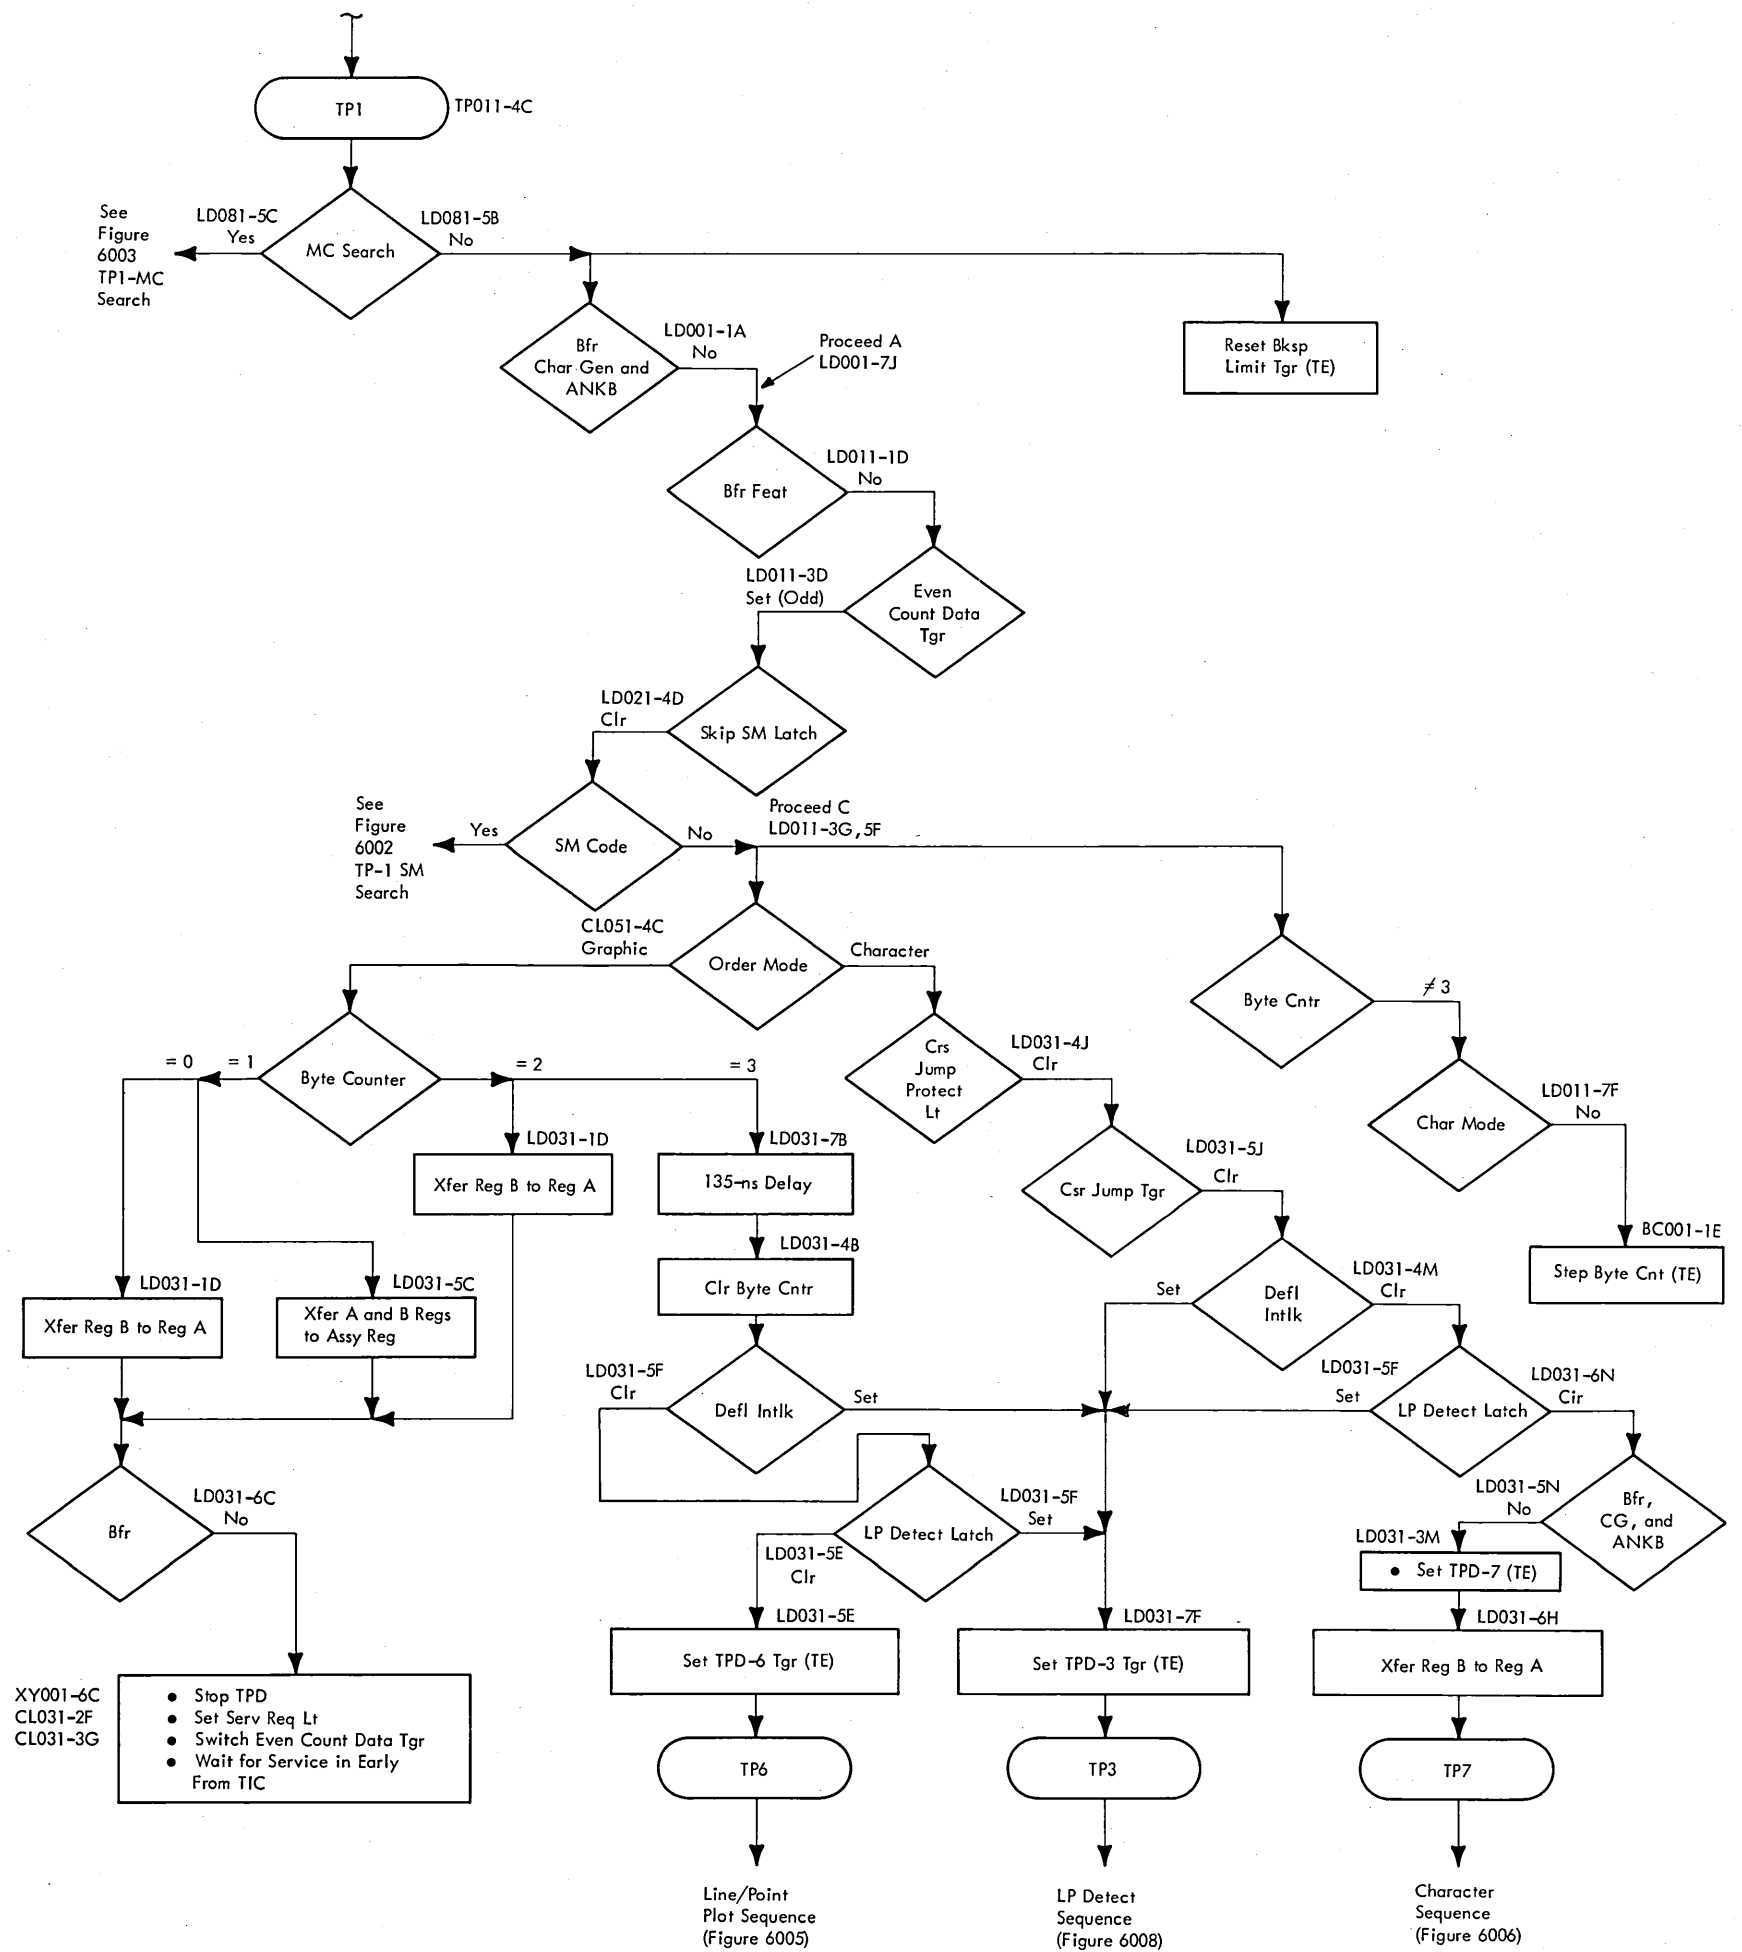 TP1
TP011-4C
See
Figure
6003
TP1-MC
Search
LD081-5C
Yes
MC Search
LD081-5B
No
Bfr
Char Gen and
ANKB
LD001-1A
No
Proceed A
LD001-7J
Reset Bksp
Limit Tgr (TE)
Bfr Feat
LD011-1D
No
LD011-3D
Set (Odd)
Even
Count Data
Tgr
LD021-4D
Clr
Skip SM Latch
See
Figure
6002
TP-1 SM
Search
Yes
SM Code
No
Proceed C
LD011-3G,5F
CL051-4C
Graphic
Order Mode
Character
Byte Cntr
≠ 3
= 0
= 1
Byte Counter
= 2
= 3
Crs
Jump
Protect
Lt
LD031-4J
Clr
Char Mode
LD011-7F
No
LD031-1D
Xfer Reg B to Reg A
LD031-7B
135-ns Delay
Csr Jump Tgr
LD031-5J
Clr
BC001-1E
Step Byte Cnt (TE)
LD031-4B
Clr Byte Cntr
LD031-1D
Xfer Reg B to Reg A
LD031-5C
Xfer A and B Regs
to Assy Reg
Set
Defl
Intlk
LD031-4M
Clr
LD031-5F
Clr
Defl Intlk
Set
LD031-5F
Set
LP Detect Latch
LD031-6N
Clr
Bfr
LD031-6C
No
LP Detect Latch
LD031-5F
Set
LD031-5E
Clr
LD031-5N
No
Bfr,
CG, and
ANKB
LD031-3M
● Set TPD-7 (TE)
LD031-5E
Set TPD-6 Tgr (TE)
LD031-7F
Set TPD-3 Tgr (TE)
LD031-6H
Xfer Reg B to Reg A
XY001-6C
CL031-2F
CL031-3G
● Stop TPD
● Set Serv Req Lt
● Switch Even Count Data Tgr
● Wait for Service in Early
From TIC
TP6
TP3
TP7
Line/Point
Plot Sequence
(Figure 6005)
LP Detect
Sequence
(Figure 6008)
Character
Sequence
(Figure 6006)